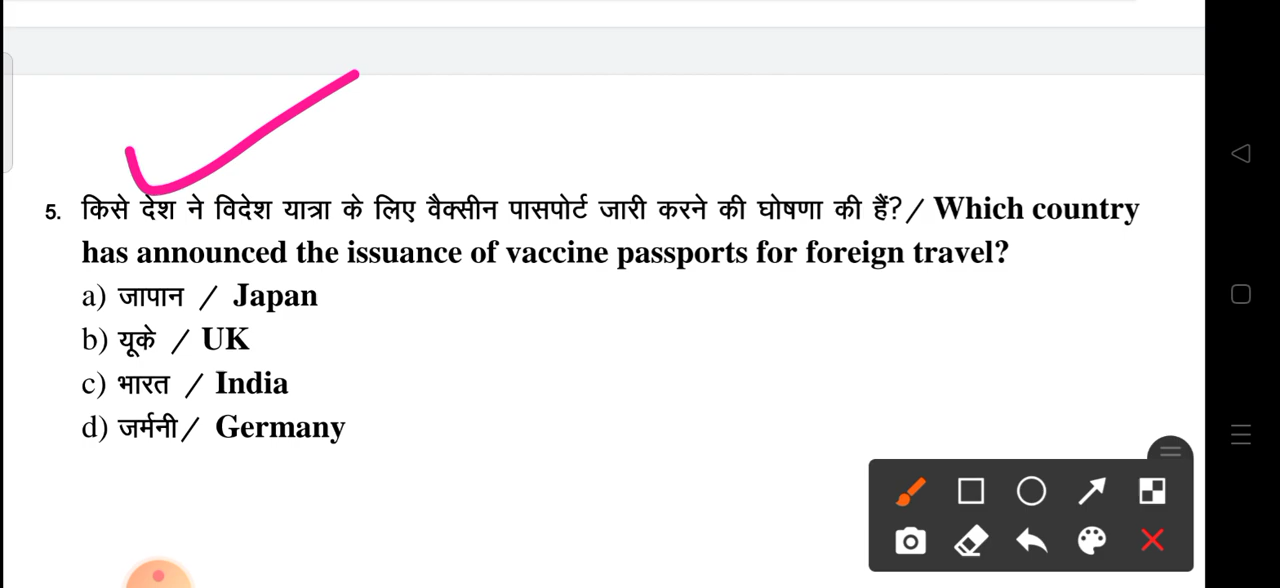 5. किसे देश ने विदेश यात्रा के लिए वैक्सीन पासपोर्ट जारी करने की घोषणा की हैं?/ Which country
has announced the issuance of vaccine passports for foreign travel?
a) जापान / Japan
b) यूके / UK
c) भारत / India
d) जर्मनी/ Germany